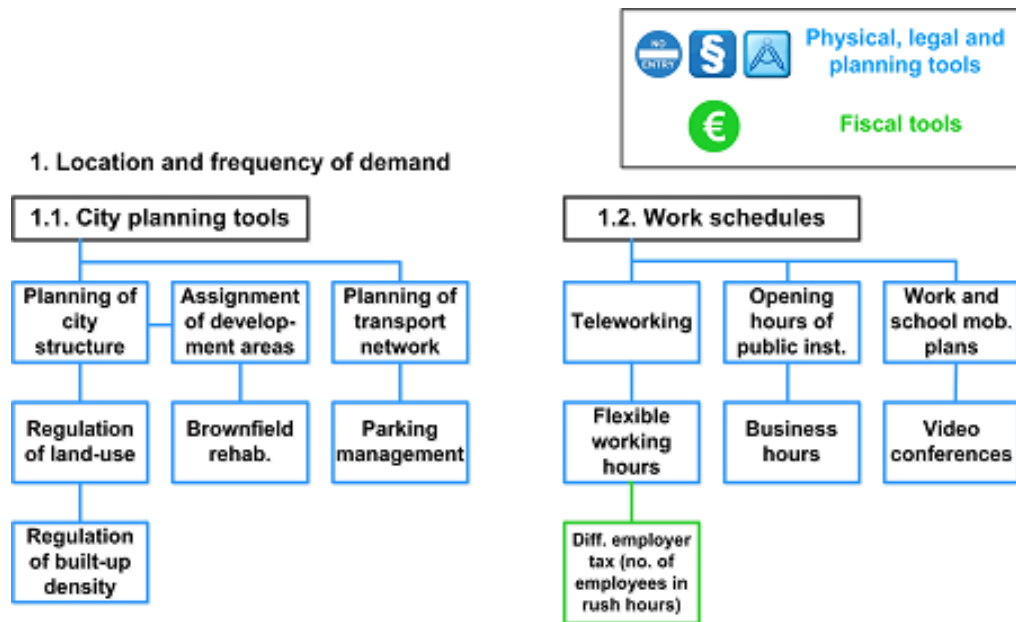 NO
ENTRY
§
Physical, legal and
planning tools
€
Fiscal tools
1. Location and frequency of demand
1.1. City planning tools
1.2. Work schedules
Planning of
city
structure
Assignment
of develop-
ment areas
Planning of
transport
network
Teleworking
Opening
hours of
public inst.
Work and
school mob.
plans
Regulation
of land-use
Brownfield
rehab.
Parking
management
Flexible
working
hours
Business
hours
Video
conferences
Regulation
of built-up
density
Diff. employer
tax (no. of
employees in
rush hours)